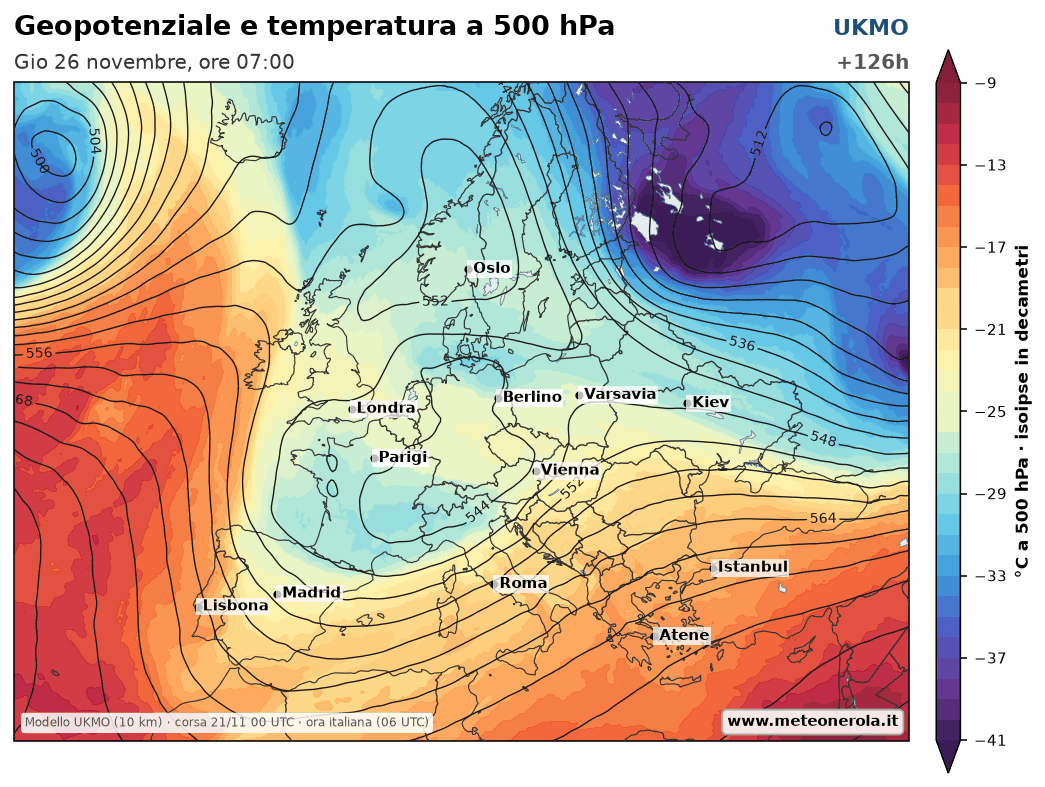 Geopotenziale e temperatura a 500 hPa
UKMO
Gio 26 novembre, ore 07:00
+126h
−9
−13
−17
−21
−25
−29
−33
−37
−41
°C a 500 hPa · isoipse in decametri
504
500
512
Oslo
552
556
536
68
Londra
Berlino
Varsavia
Kiev
548
Parigi
Vienna
552
544
564
Istanbul
Roma
Madrid
Lisbona
Atene
Modello UKMO (10 km) · corsa 21/11 00 UTC · ora italiana (06 UTC)
www.meteonerola.it